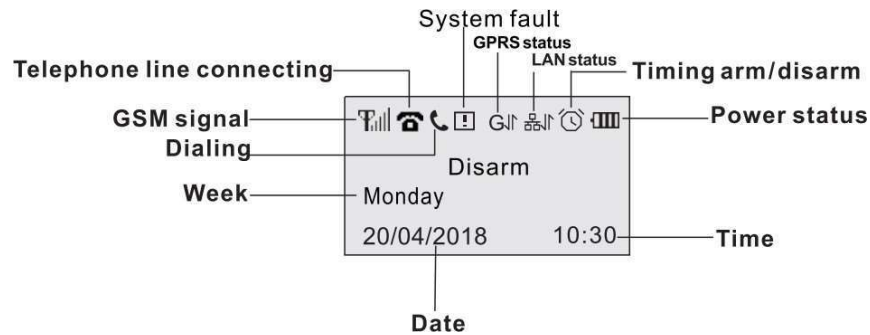 System fault
GPRS status
LAN status
Telephone line connecting
Timing arm/disarm
GSM signal
Power status
Dialing
Disarm
Week
Monday
20/04/2018 10:30
Time
Date